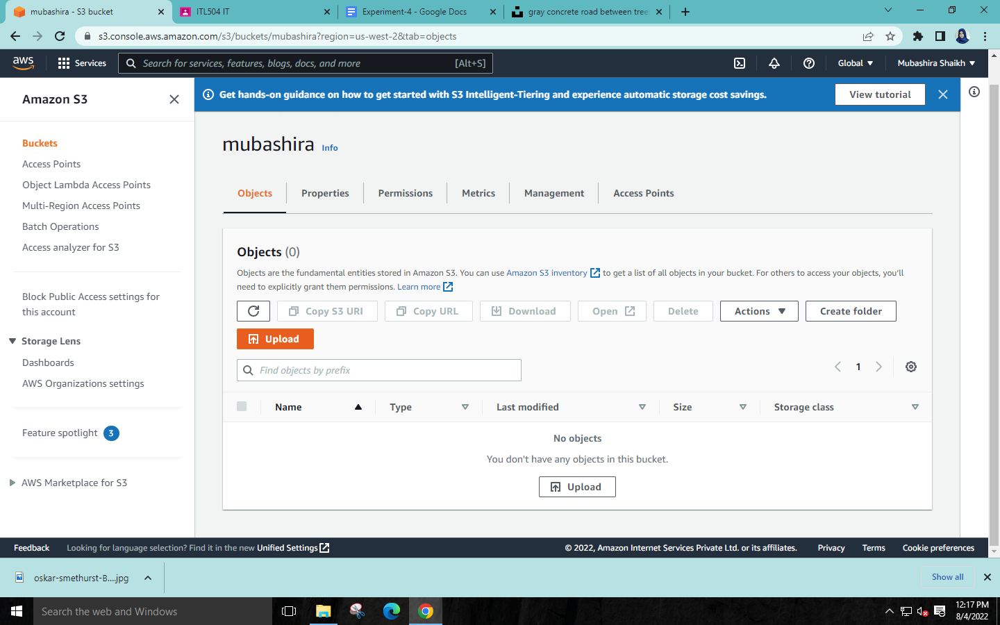 mubashira - S3 bucket
ITL504 IT
Experiment-4 - Google Docs
gray concrete road between tree
s3.console.aws.amazon.com/s3/buckets/mubashira?region=us-west-2&tab=objects
aws
Services
Search for services, features, blogs, docs, and more
[Alt+S]
Global
Mubashira Shaikh
Amazon S3
Get hands-on guidance on how to get started with S3 Intelligent-Tiering and experience automatic storage cost savings.
View tutorial
Buckets
Access Points
Object Lambda Access Points
Multi-Region Access Points
Batch Operations
Access analyzer for S3
Block Public Access settings for
this account
Storage Lens
Dashboards
AWS Organizations settings
Feature spotlight 3
AWS Marketplace for S3
mubashira Info
Objects
Properties
Permissions
Metrics
Management
Access Points
Objects (0)
Objects are the fundamental entities stored in Amazon S3. You can use Amazon S3 inventory to get a list of all objects in your bucket. For others to access your objects, you'll
need to explicitly grant them permissions. Learn more
Copy S3 URI
Copy URL
Download
Open
Delete
Actions
Create folder
Upload
Find objects by prefix
1
Name
Type
Last modified
Size
Storage class
No objects
You don't have any objects in this bucket.
Upload
Feedback
Looking for language selection? Find it in the new Unified Settings
© 2022, Amazon Internet Services Private Ltd. or its affiliates.
Privacy
Terms
Cookie preferences
oskar-smethurst-B....jpg
Show all
Search the web and Windows
12:17 PM
8/4/2022